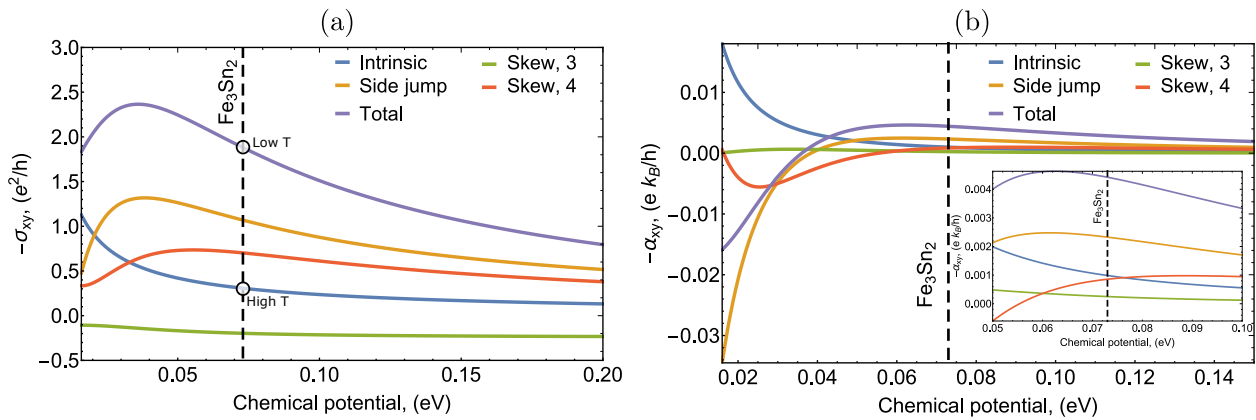 (a)
3.0
2.5
2.0
1.5
1.0
0.5
0.0
-0.5
-σxy, (e²/h)
Intrinsic
Side jump
Total
Skew, 3
Skew, 4
Fe₃Sn₂
Low T
High T
0.05
0.10
0.15
0.20
Chemical potential, (eV)
(b)
0.01
0.00
-0.01
-0.02
-0.03
-αxy, (e kB/h)
Intrinsic
Side jump
Total
Skew, 3
Skew, 4
Fe₃Sn₂
0.004
0.003
0.002
0.001
0.000
-αxy, (e kB/h)
Fe₃Sn₂
0.05
0.06
0.07
0.08
0.09
0.10
Chemical potential, (eV)
0.02
0.04
0.06
0.08
0.10
0.12
0.14
Chemical potential, (eV)